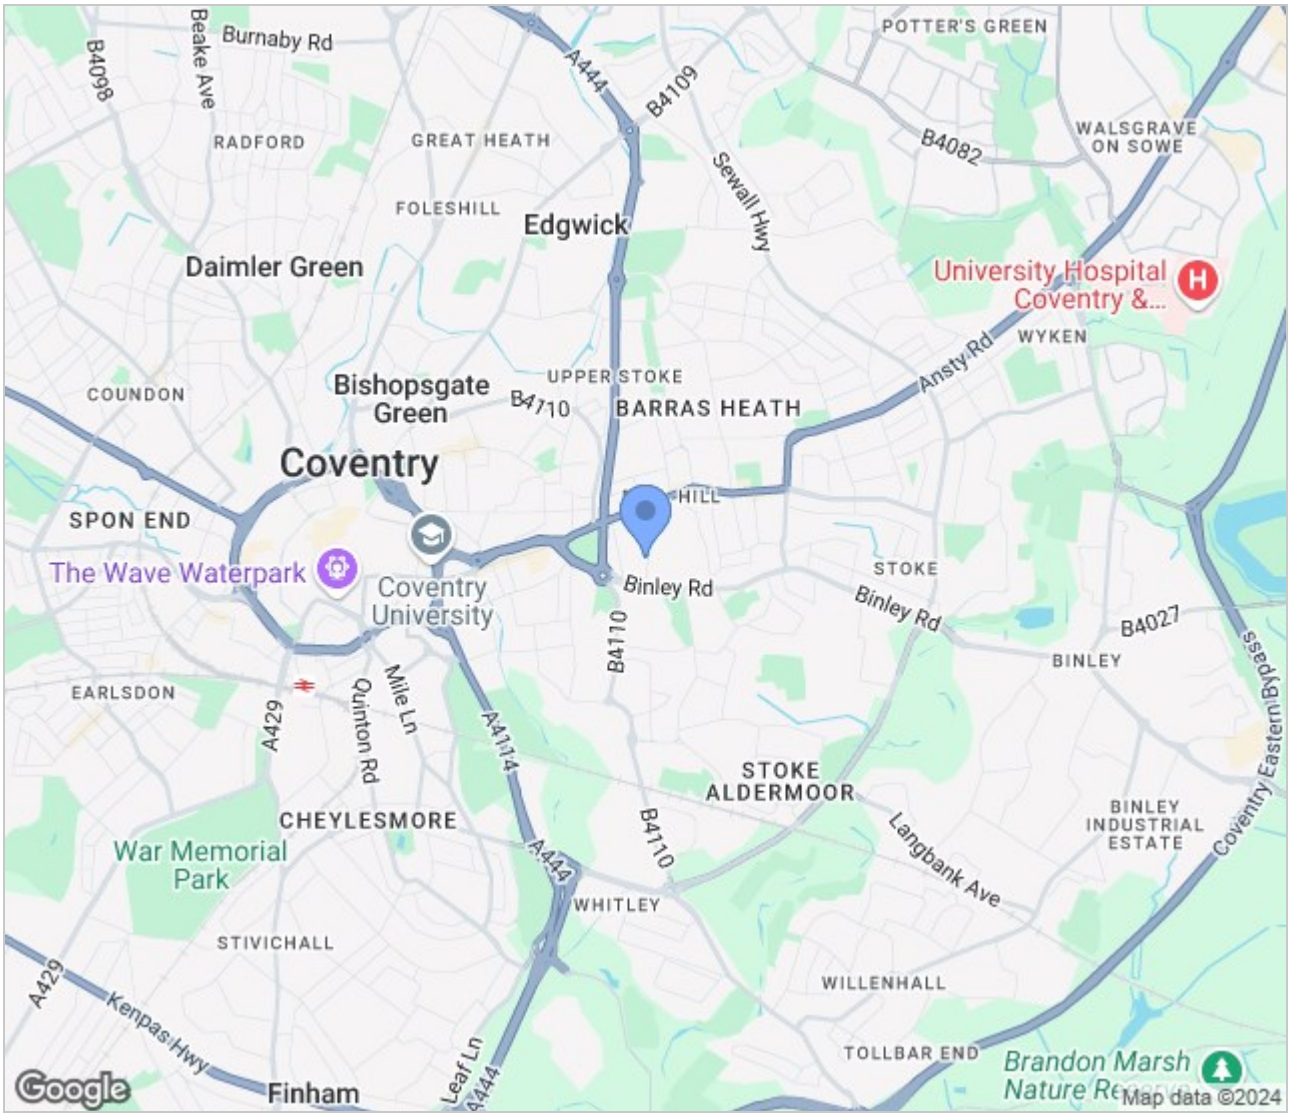 POTTER'S GREEN
Burnaby Rd
Beake Ave
B4098
A444
B4109
WALSGRAVE
ON SOWE
B4082
RADFORD
GREAT HEATH
Sewall Hwy
FOLESHILL
Edgwick
Daimler Green
University Hospital
Coventry &...
H
WYKEN
Ansty Rd
UPPER STOKE
Bishopsgate
Green
COUNDON
B4110
BARRAS HEATH
Coventry
HILL
SPON END
The Wave Waterpark
Coventry
University
STOKE
Binley Rd
Binley Rd
B4027
B4110
BINLEY
EARLSDON
Mile Ln
Quinton Rd
A429
A4114
Coventry Eastern Bypass
STOKE
ALDERMOOR
CHEYLESMORE
BINLEY
INDUSTRIAL
ESTATE
B4110
Langbank Ave
War Memorial
Park
A444
WHITLEY
STIVICHALL
WILLENHALL
A429
Kenpas Hwy
TOLLBAR END
Leaf Ln
Brandon Marsh
Nature Reserve
A444
Finham
Google
Map data ©2024